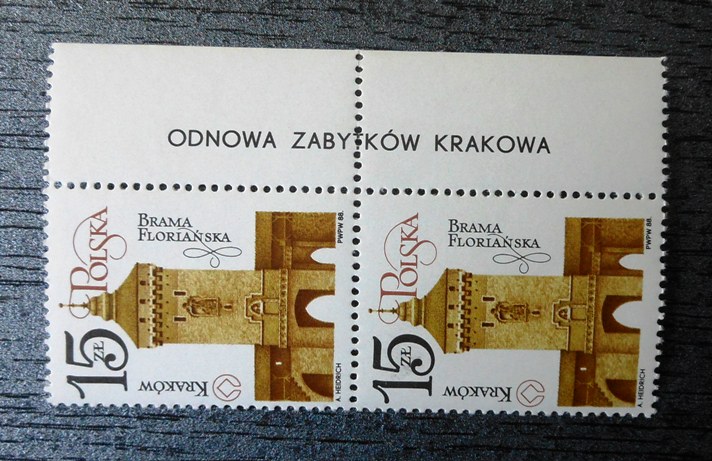 ODNOWA ZABYTKÓW KRAKOWA
POLSKA
BRAMA
FLORIAŃSKA
15 ZŁ
KRAKÓW
PWPW 88.
A. HEIDRICH
POLSKA
BRAMA
FLORIAŃSKA
15 ZŁ
KRAKÓW
PWPW 88.
A. HEIDRICH